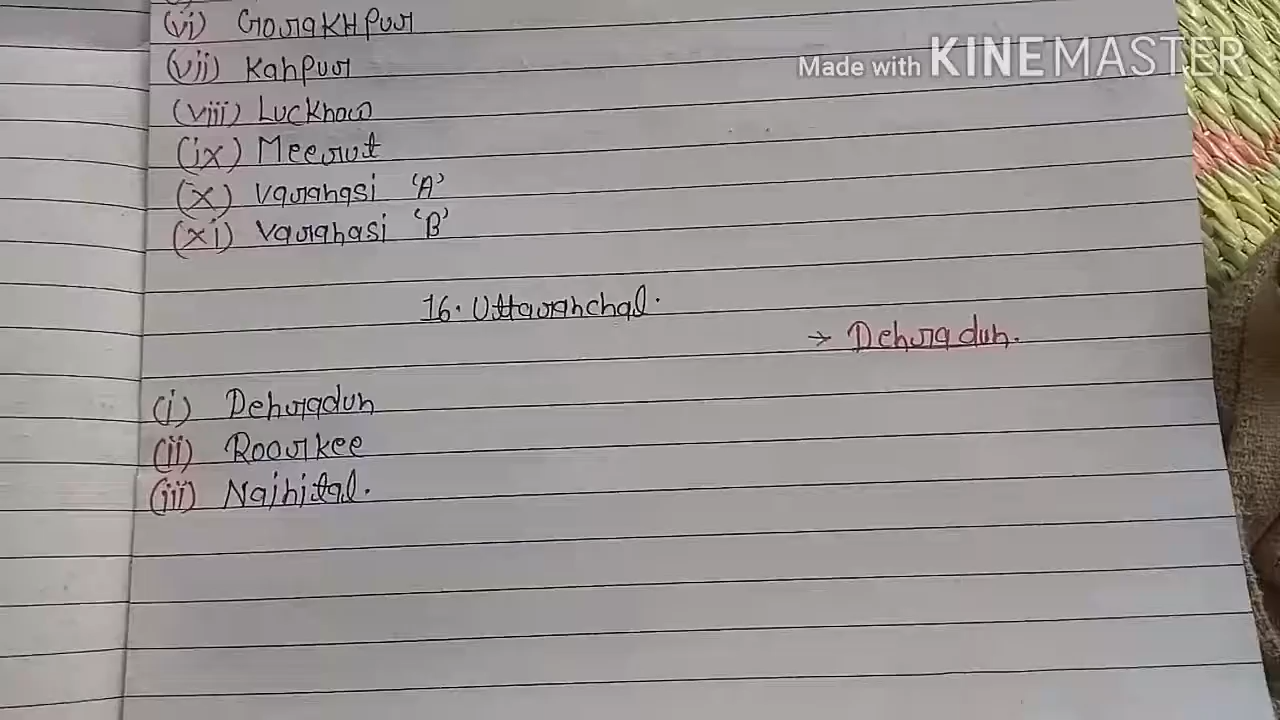 (vi) GorakHpur
Made with KINEMASTER
(vii) Kanpur
(viii) Lucknow
(ix) Meerut
(x) Varanasi 'A'
(xi) Varanasi 'B'
16. Uttaranchal.
→ Dehradun.
(i) Dehradun
(ii) Roorkee
(iii) Nainital.